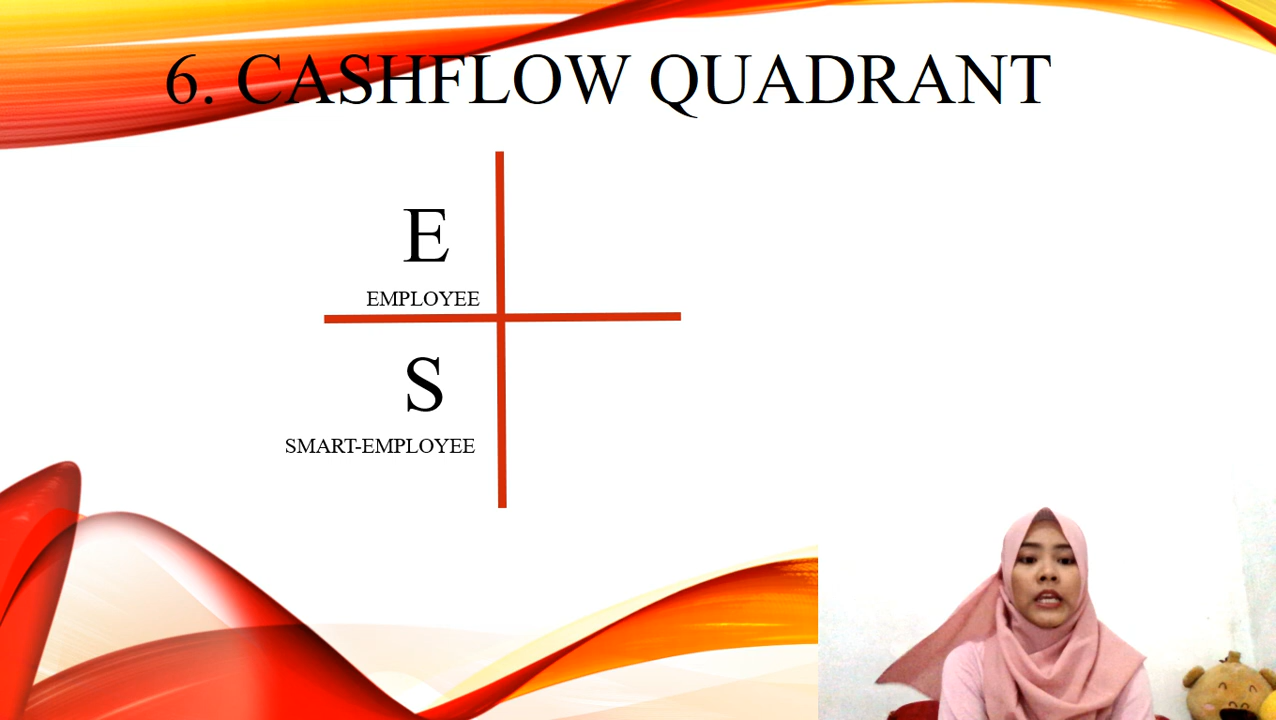 6. CASHFLOW QUADRANT
E
EMPLOYEE
S
SMART-EMPLOYEE